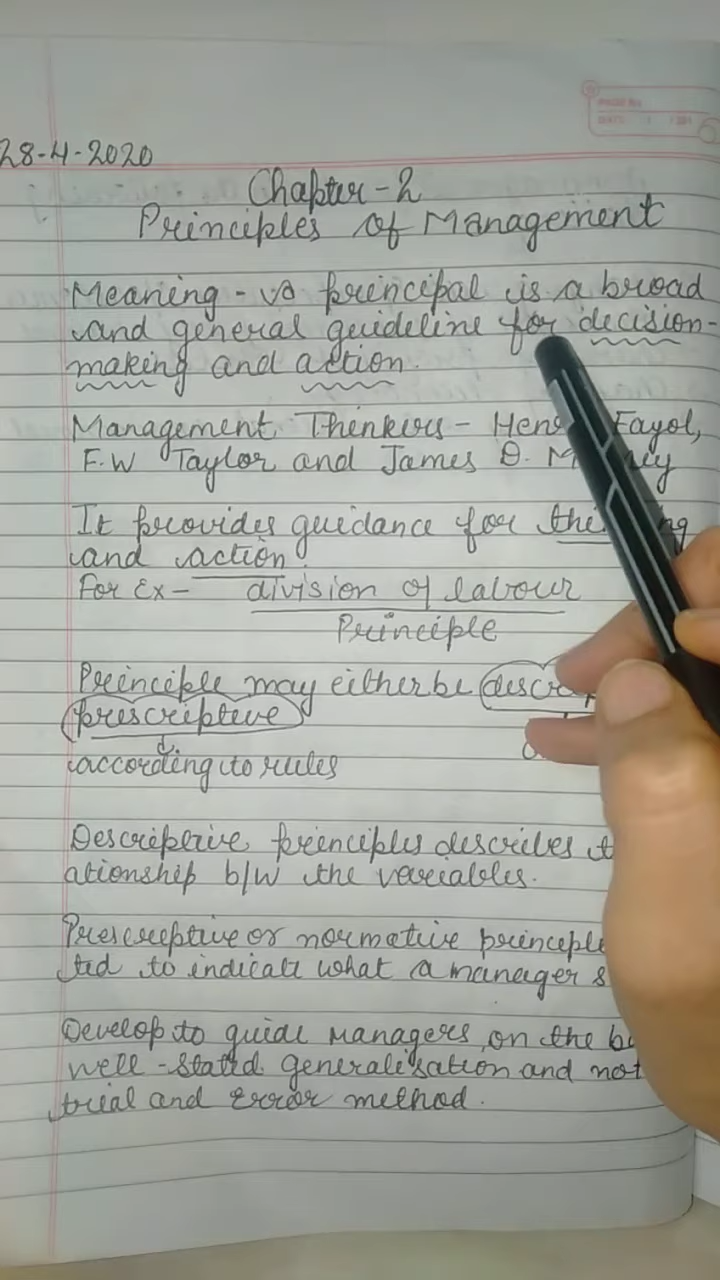 28-4-2020
Chapter-2
Principles of Management
Meaning - A principal is a broad
and general guideline for decision-
making and action.
Management Thinkers - Fayol,
F.W Taylor and James D.
It provides guidance for
and action.
For Ex- division of labour
Principle
Principle may either be
prescriptive
according to rules
Descriptive principles describes
ationship b/w the variables.
Prescriptive or normative
ted to indicate what a manager
Develop to guide managers on the
well-stated generalisation and not
trial and error method.